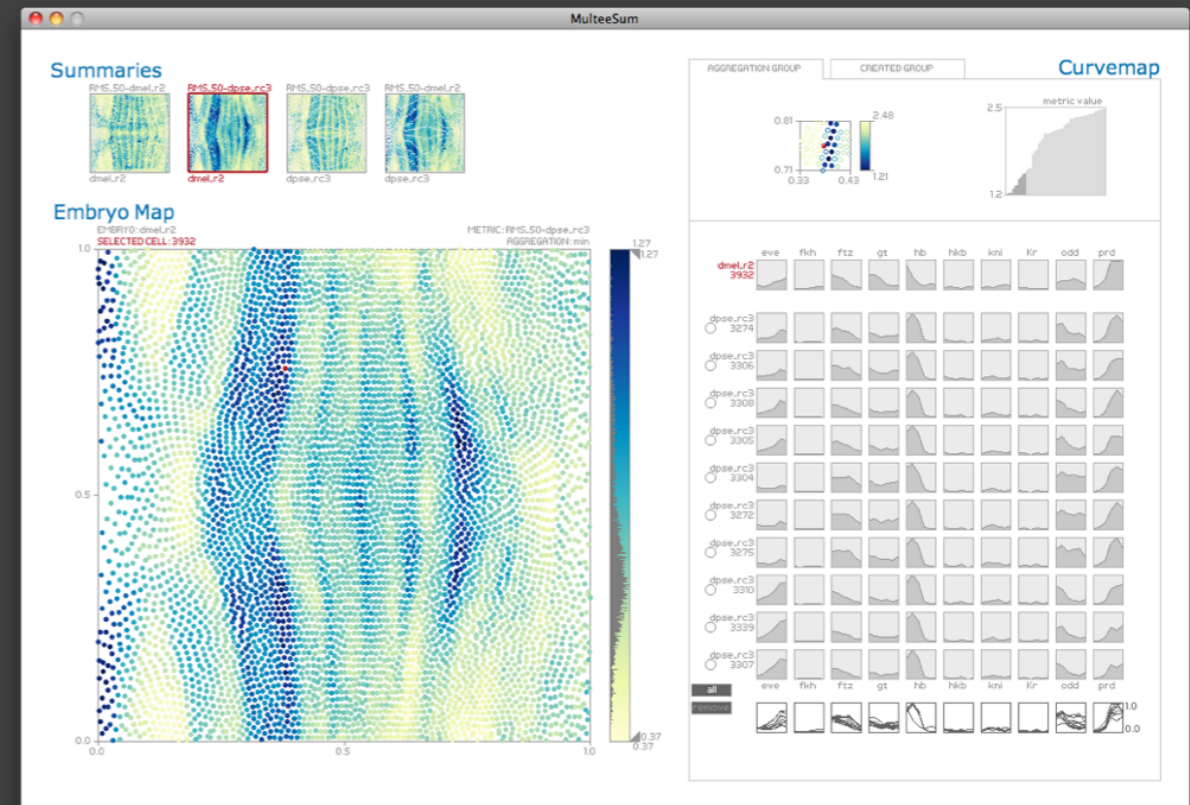 MulteeSum
Summaries
RMS.50-dmel.r2 RMS.50-dpse.rc3 RMS.50-dpse.rc3 RMS.50-dmel.r2
dmel.r2 dmel.r2 dpse.rc3 dpse.rc3
Embryo Map
EMBRYO: dmel.r2 METRIC: RMS.50-dpse.rc3
SELECTED CELL: 3932 AGGREGATION: min
1.27
1.27
1.0
0.5
0.0
0.37
0.37
0.0 0.5 1.0
AGGREGATION GROUP CREATED GROUP Curvemap
0.81
0.71
0.33 0.43
2.48
1.21
metric value
2.5
1.2
eve fkh ftz gt hb hkb kni Kr odd prd
dmel.r2
3932
dpse.rc3
3274
dpse.rc3
3306
dpse.rc3
3308
dpse.rc3
3305
dpse.rc3
3304
dpse.rc3
3272
dpse.rc3
3275
dpse.rc3
3310
dpse.rc3
3339
dpse.rc3
3307
eve fkh ftz gt hb hkb kni Kr odd prd
all
remove
1.0
0.0